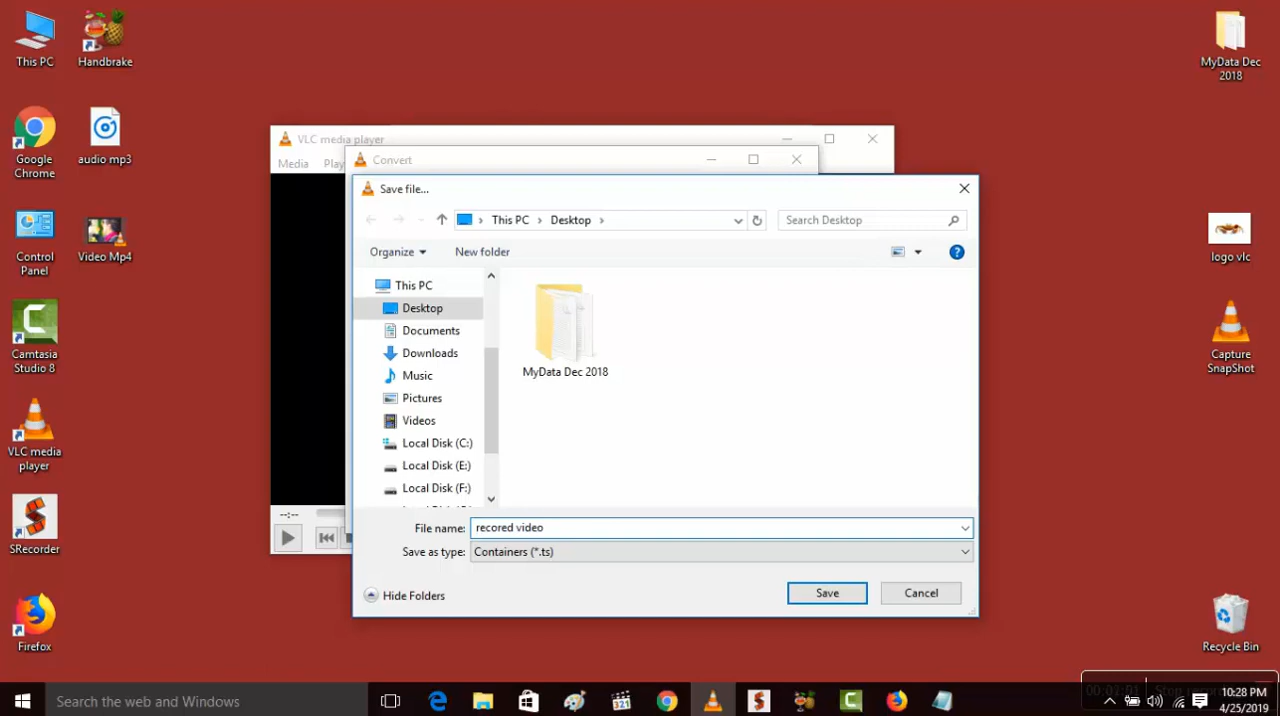 This PC
Handbrake
MyData Dec
2018
Google
Chrome
audio mp3
Control
Panel
Video Mp4
logo vlc
Camtasia
Studio 8
Capture
SnapShot
VLC media
player
SRecorder
Firefox
Recycle Bin
VLC media player
Media Play
Convert
Save file...
This PC
Desktop
Search Desktop
Organize
New folder
This PC
Desktop
Documents
Downloads
Music
Pictures
Videos
Local Disk (C:)
Local Disk (E:)
Local Disk (F:)
MyData Dec 2018
--:--
File name: recored video
Save as type: Containers (*.ts)
Hide Folders
Save
Cancel
Search the web and Windows
321
10:28 PM
4/25/2019